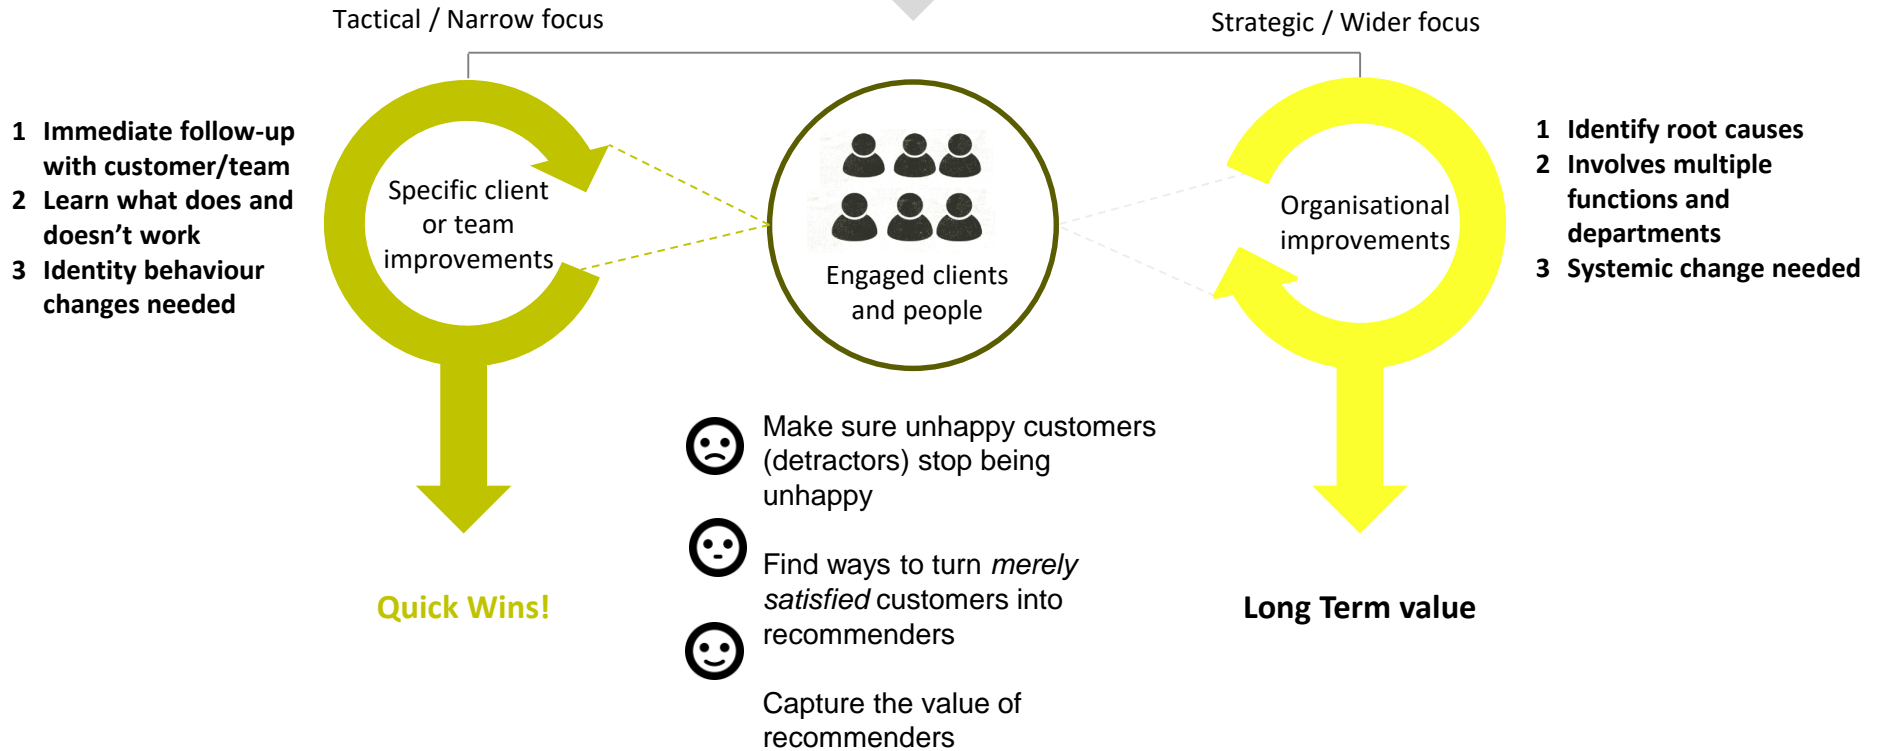 Tactical / Narrow focus
Strategic / Wider focus
1 Immediate follow-up
with customer/team
2 Learn what does and
doesn’t work
3 Identity behaviour
changes needed
Specific client
or team
improvements
Engaged clients
and people
Organisational
improvements
1 Identify root causes
2 Involves multiple
functions and
departments
3 Systemic change needed
Make sure unhappy customers
(detractors) stop being
unhappy
Find ways to turn merely
satisfied customers into
recommenders
Capture the value of
recommenders
Quick Wins!
Long Term value